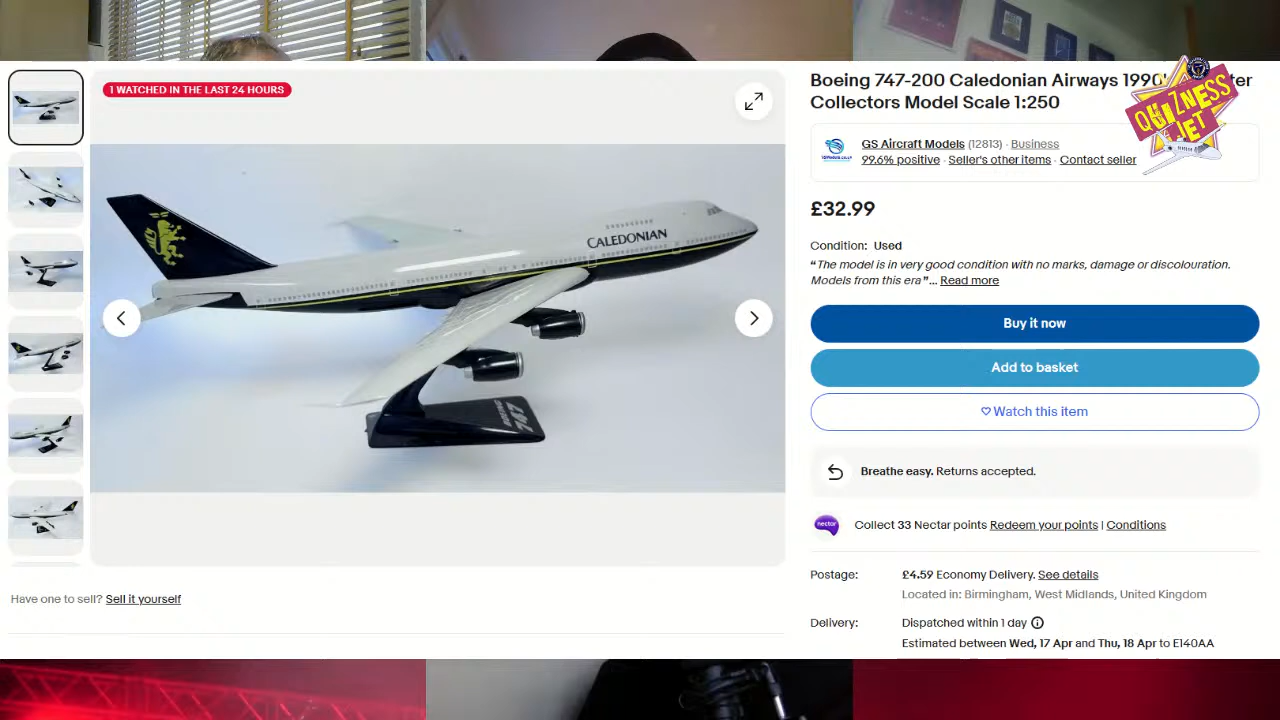 1 WATCHED IN THE LAST 24 HOURS
CALEDONIAN
BOEING
747
Have one to sell? Sell it yourself
Boeing 747-200 Caledonian Airways 1990
Collectors Model Scale 1:250
QUIZNESS
JET
GS Aircraft Models (12813) · Business
99.6% positive · Seller's other items · Contact seller
£32.99
Condition: Used
“The model is in very good condition with no marks, damage or discolouration.
Models from this era”... Read more
Buy it now
Add to basket
Watch this item
Breathe easy. Returns accepted.
nectar
Collect 33 Nectar points Redeem your points | Conditions
Postage: £4.59 Economy Delivery. See details
Located in: Birmingham, West Midlands, United Kingdom
Delivery: Dispatched within 1 day
Estimated between Wed, 17 Apr and Thu, 18 Apr to E140AA